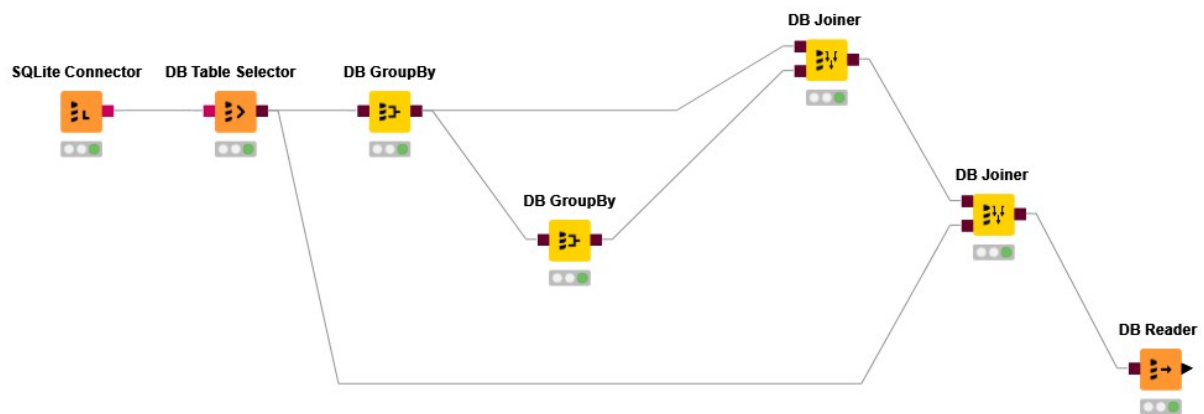 DB Joiner
SQLite Connector
DB Table Selector
DB GroupBy
DB Joiner
DB GroupBy
DB Reader